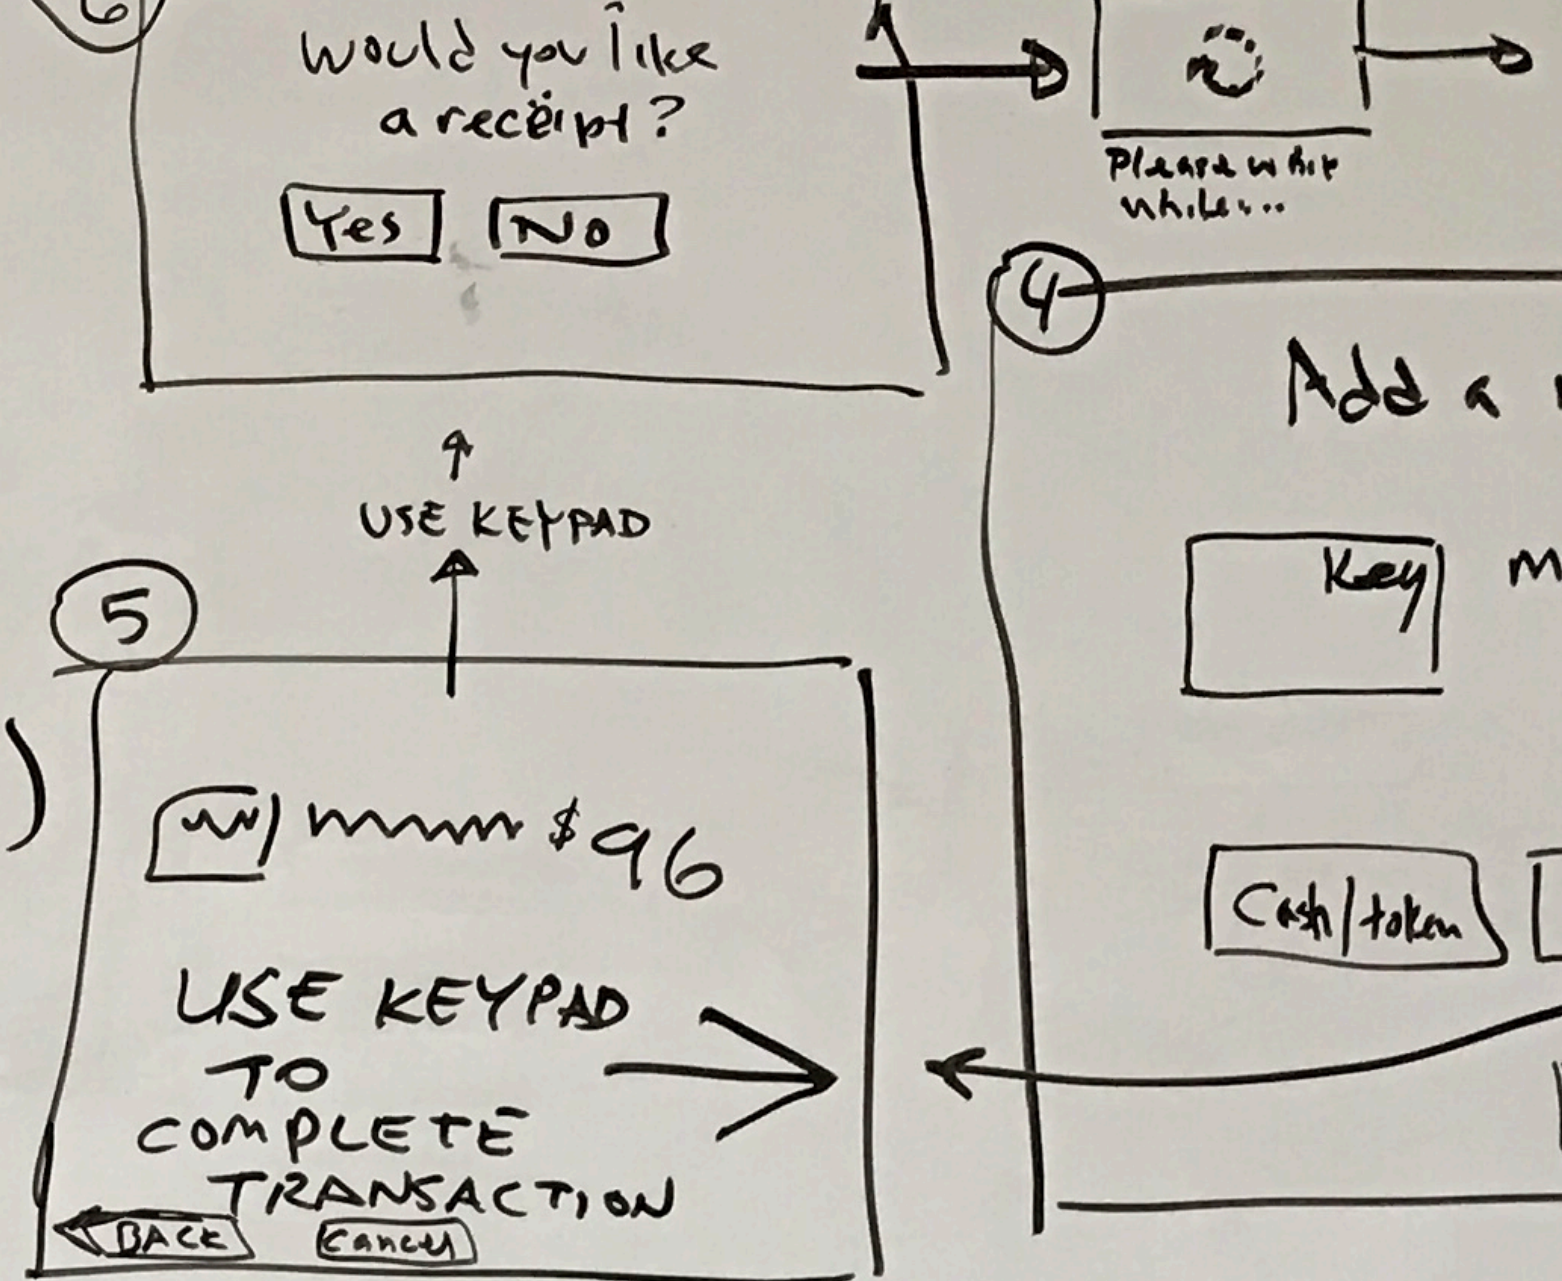 6
would you like
a receipt?
Yes
No
Please
while...
4
Add a
Key
Cash/token
USE KEYPAD
5
$96
USE KEYPAD
TO
COMPLETE
TRANSACTION
BACK
Cancel